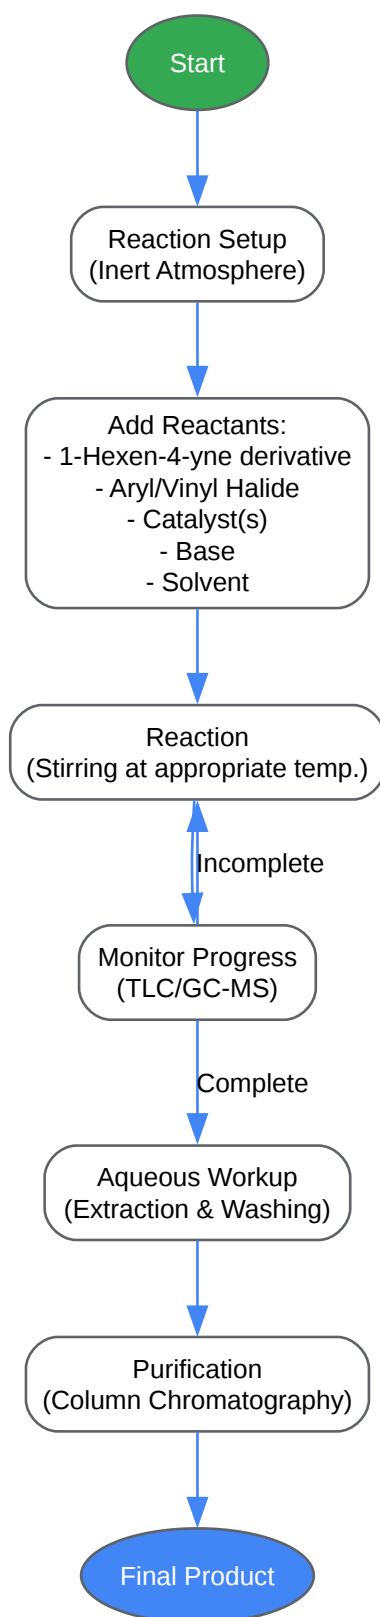 Start
Reaction Setup
(Inert Atmosphere)
Add Reactants:
- 1-Hexen-4-yne derivative
- Aryl/Vinyl Halide
- Catalyst(s)
- Base
- Solvent
Reaction
(Stirring at appropriate temp.)
Incomplete
Monitor Progress
(TLC/GC-MS)
Complete
Aqueous Workup
(Extraction & Washing)
Purification
(Column Chromatography)
Final Product